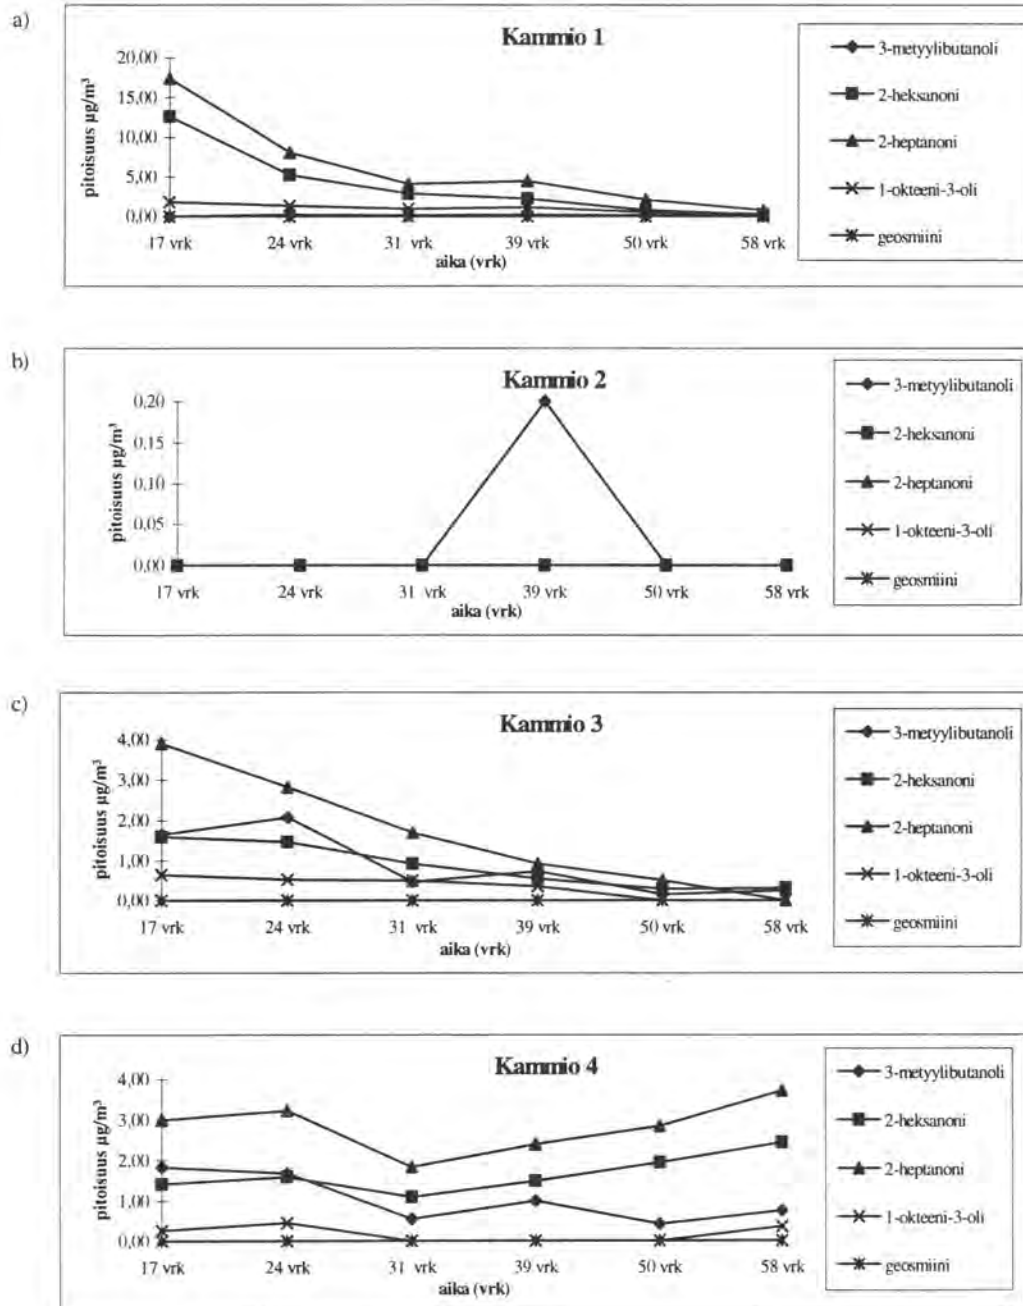 a)
Kammio 1
pitoisuus µg/m³
20,00
15,00
10,00
5,00
0,00
17 vrk 24 vrk 31 vrk 39 vrk 50 vrk 58 vrk
aika (vrk)
3-metyylibutanoli
2-heksanoni
2-heptanoni
1-okteeni-3-oli
geosmiini
b)
Kammio 2
pitoisuus µg/m³
0,20
0,15
0,10
0,05
0,00
17 vrk 24 vrk 31 vrk 39 vrk 50 vrk 58 vrk
aika (vrk)
3-metyylibutanoli
2-heksanoni
2-heptanoni
1-okteeni-3-oli
geosmiini
c)
Kammio 3
pitoisuus µg/m³
4,00
3,00
2,00
1,00
0,00
17 vrk 24 vrk 31 vrk 39 vrk 50 vrk 58 vrk
aika (vrk)
3-metyylibutanoli
2-heksanoni
2-heptanoni
1-okteeni-3-oli
geosmiini
d)
Kammio 4
pitoisuus µg/m³
4,00
3,00
2,00
1,00
0,00
17 vrk 24 vrk 31 vrk 39 vrk 50 vrk 58 vrk
aika (vrk)
3-metyylibutanoli
2-heksanoni
2-heptanoni
1-okteeni-3-oli
geosmiini